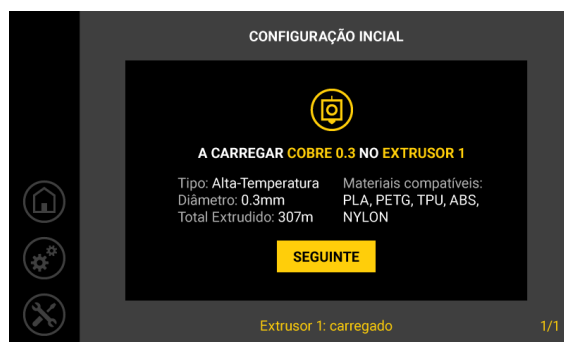 CONFIGURAÇÃO INCIAL
A CARREGAR COBRE 0.3 NO EXTRUSOR 1
Tipo: Alta-Temperatura
Diâmetro: 0.3mm
Total Extrudido: 307m
Materiais compatíveis:
PLA, PETG, TPU, ABS,
NYLON
SEGUINTE
Extrusor 1: carregado
1/1